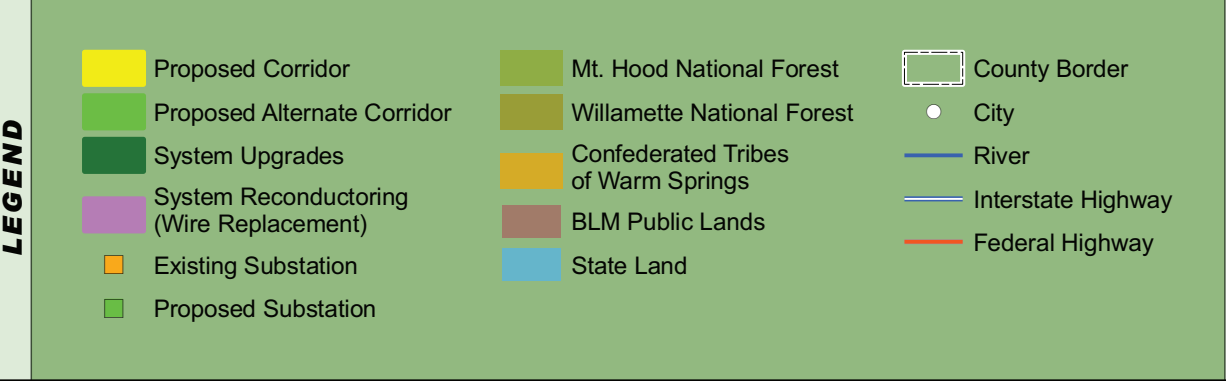 LEGEND
Proposed Corridor
Proposed Alternate Corridor
System Upgrades
System Reconductoring
(Wire Replacement)
Existing Substation
Proposed Substation
Mt. Hood National Forest
Willamette National Forest
Confederated Tribes
of Warm Springs
BLM Public Lands
State Land
County Border
City
River
Interstate Highway
Federal Highway